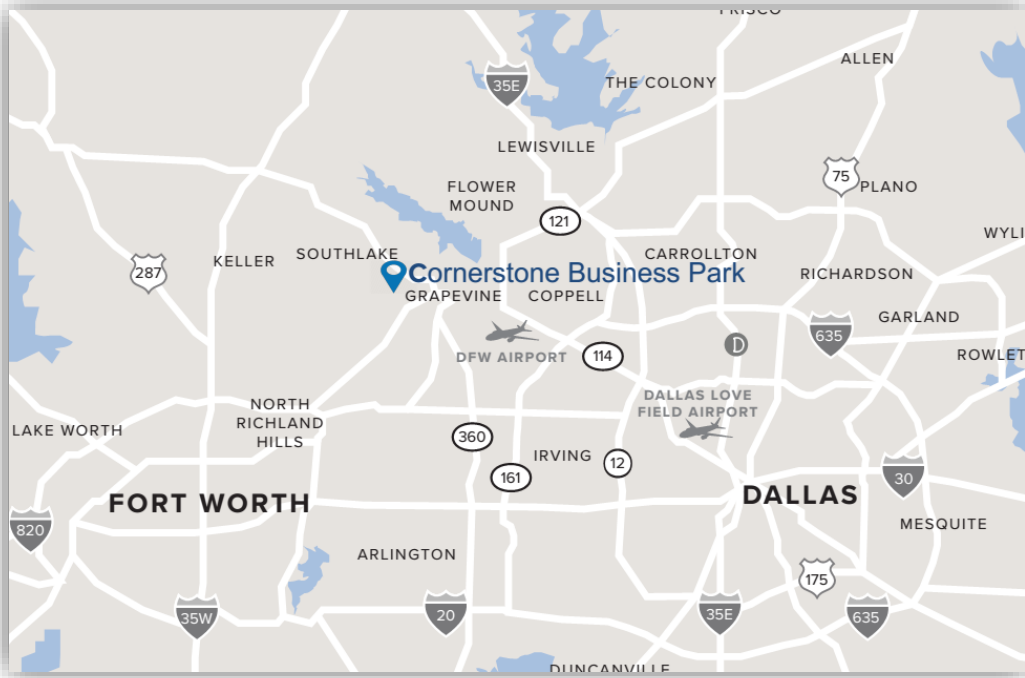 FRISCO
ALLEN
35E
THE COLONY
LEWISVILLE
75
PLANO
FLOWER
MOUND
121
WYLI
SOUTHLAKE
CARROLLTON
KELLER
287
Cornerstone Business Park
RICHARDSON
GRAPEVINE
COPPELL
GARLAND
635
DFW AIRPORT
114
D
ROWLET
DALLAS LOVE
FIELD AIRPORT
NORTH
RICHLAND
HILLS
LAKE WORTH
360
IRVING
12
161
30
FORT WORTH
DALLAS
820
MESQUITE
ARLINGTON
175
35W
20
35E
635
DUNCANVILLE